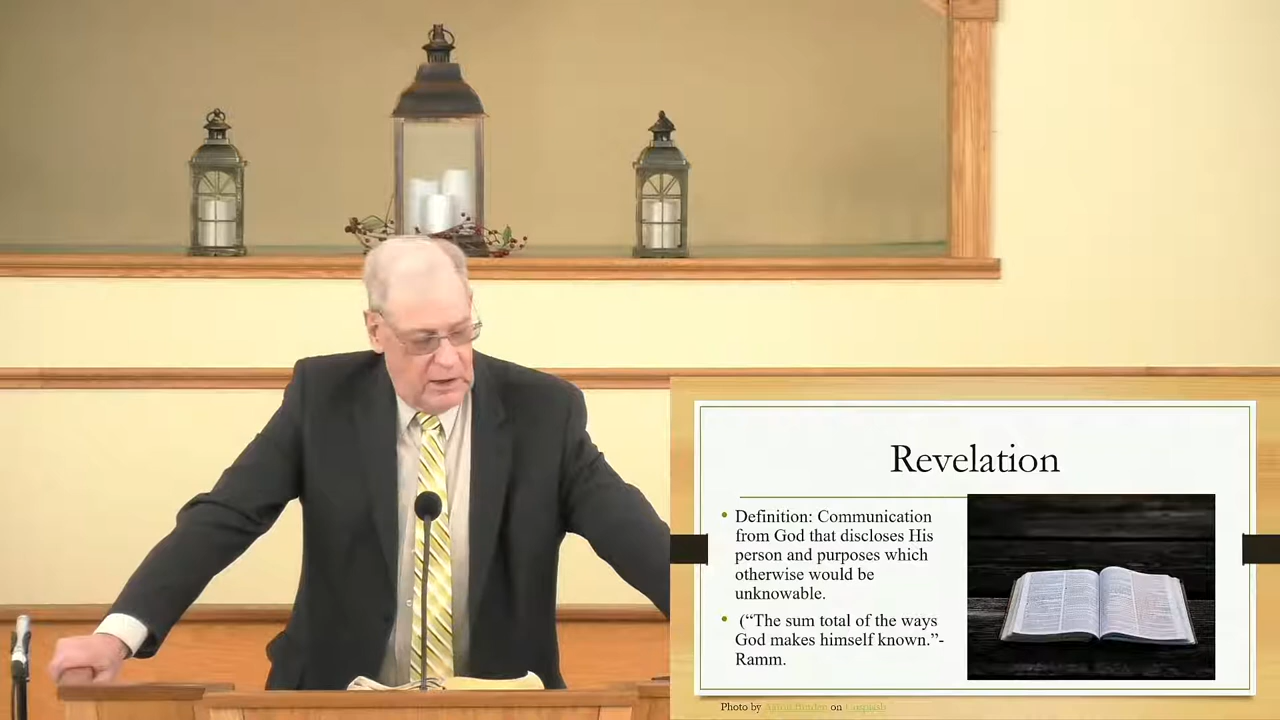 Revelation
• Definition: Communication
from God that discloses His
person and purposes which
otherwise would be
unknowable.
• (“The sum total of the ways
God makes himself known.”-
Ramm.
Photo by on